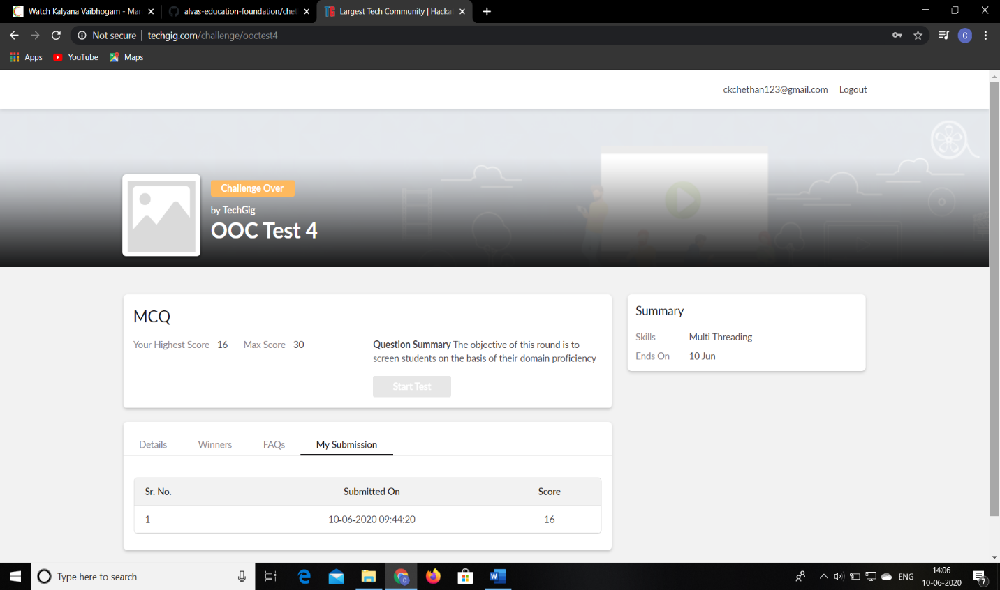 Watch Kalyana Vaibhogam - Mar
alvas-education-foundation/chet
Largest Tech Community | Hackat
Not secure | techgig.com/challenge/ooctest4
C
Apps
YouTube
Maps
ckchethan123@gmail.com
Logout
Challenge Over
by TechGig
OOC Test 4
MCQ
Your Highest Score 16 Max Score 30
Question Summary The objective of this round is to
screen students on the basis of their domain proficiency
Start Test
Summary
Skills Multi Threading
Ends On 10 Jun
Details Winners FAQs My Submission
Sr. No. Submitted On Score
1 10-06-2020 09:44:20 16
Type here to search
ENG
14:06
10-06-2020
7